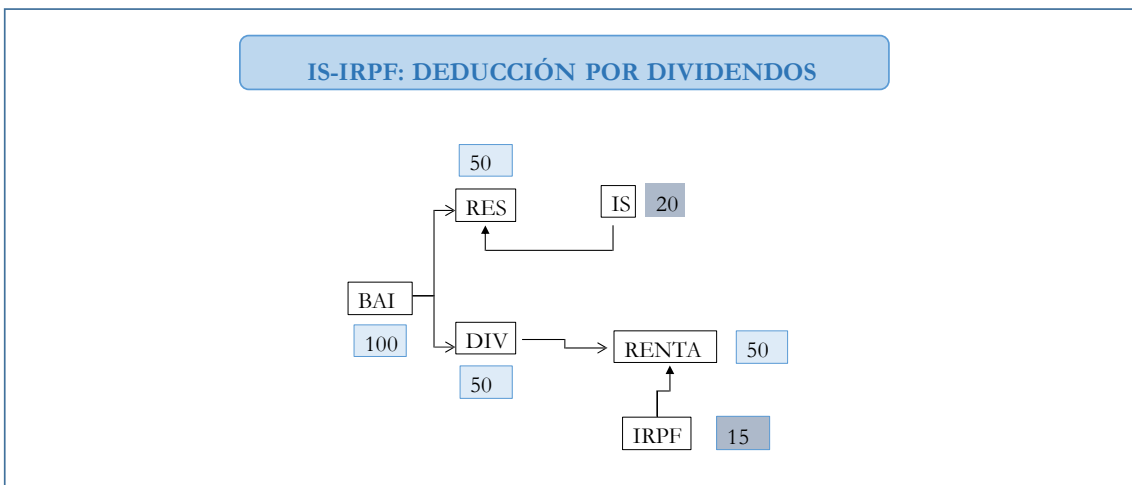 IS-IRPF: DEDUCCIÓN POR DIVIDENDOS
50
RES
IS
20
BAI
100
DIV
50
RENTA
50
IRPF
15